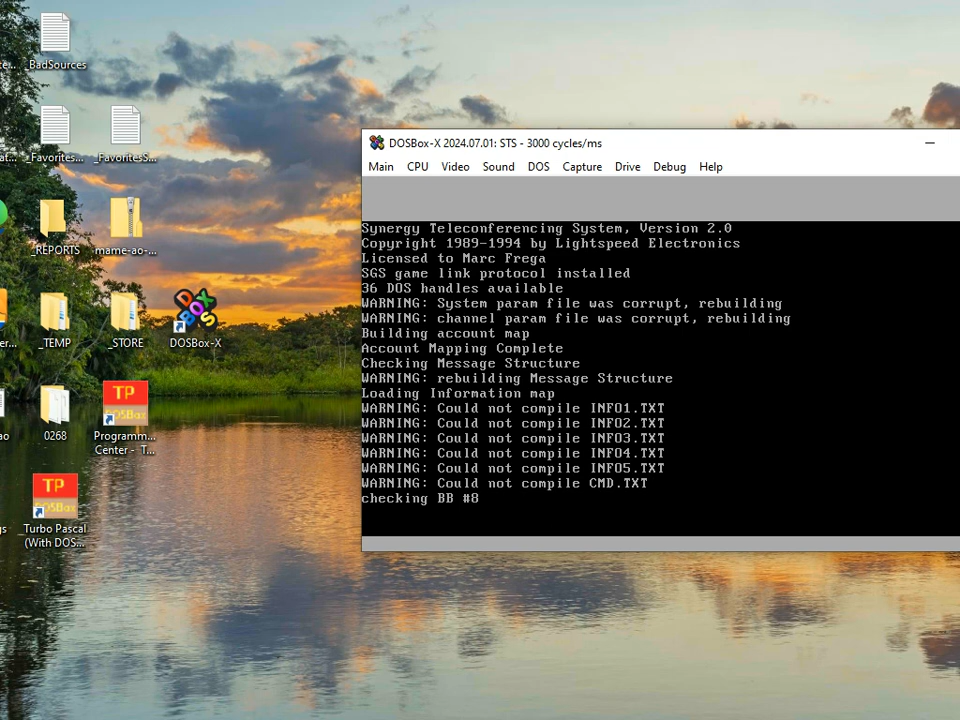 _BadSources
_Favorites...
_FavoritesS...
_REPORTS
mame-ao-...
_TEMP
_STORE
DOSBox-X
0268
TP
DOSBox
Programm...
Center - T...
TP
DOSBox
_Turbo Pascal
(With DOS...
DOSBox-X 2024.07.01: STS - 3000 cycles/ms
Main CPU Video Sound DOS Capture Drive Debug Help
Synergy Teleconferencing System, Version 2.0
Copyright 1989-1994 by Lightspeed Electronics
Licensed to Marc Frega
SGS game link protocol installed
36 DOS handles available
WARNING: System param file was corrupt, rebuilding
WARNING: channel param file was corrupt, rebuilding
Building account map
Account Mapping Complete
Checking Message Structure
WARNING: rebuilding Message Structure
Loading Information map
WARNING: Could not compile INFO1.TXT
WARNING: Could not compile INFO2.TXT
WARNING: Could not compile INFO3.TXT
WARNING: Could not compile INFO4.TXT
WARNING: Could not compile INFO5.TXT
WARNING: Could not compile CMD.TXT
checking BB #8